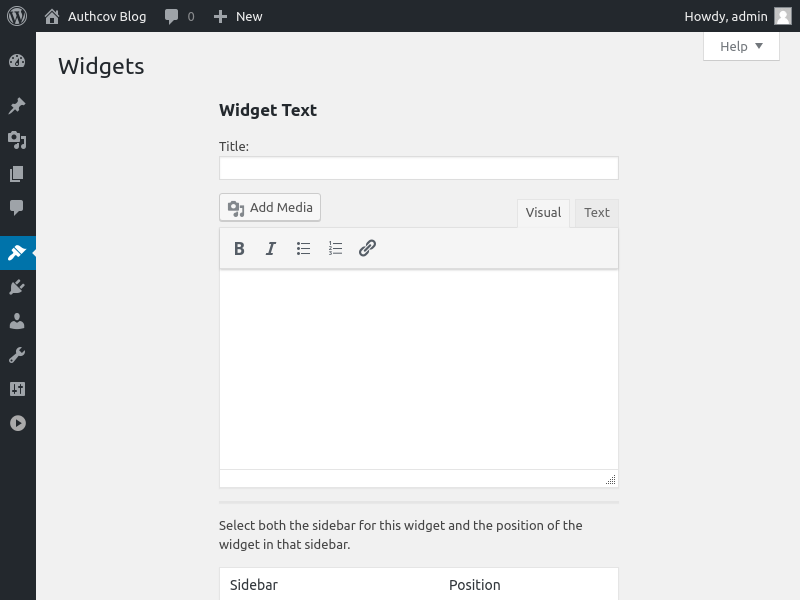 Authcov Blog 0 New Howdy, admin
Help
Widgets
Widget Text
Title:
Add Media
Visual Text
B I
Select both the sidebar for this widget and the position of the
widget in that sidebar.
Sidebar Position